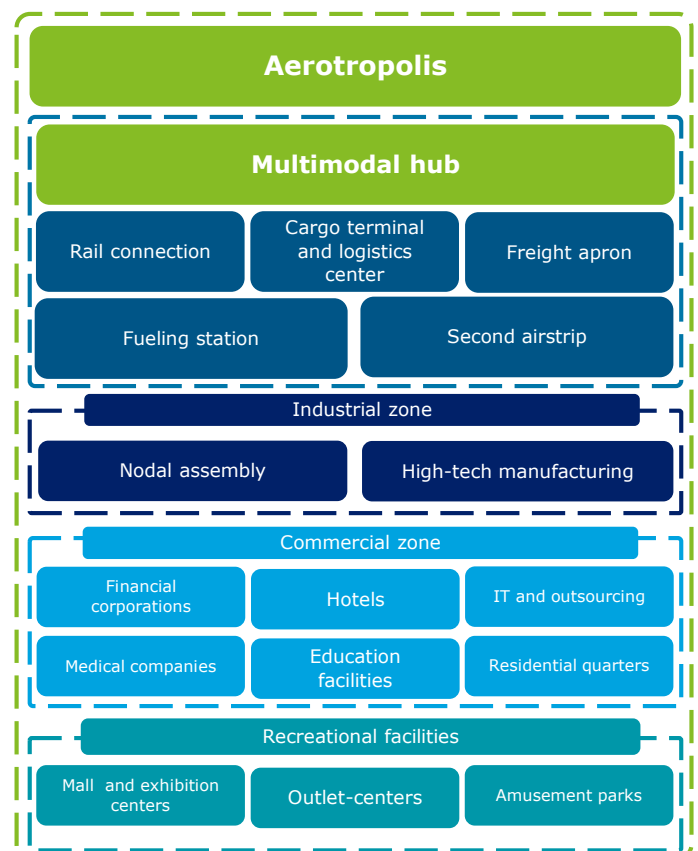 Aerotropolis
Multimodal hub
Rail connection
Cargo terminal
and logistics
center
Freight apron
Fueling station
Second airstrip
Industrial zone
Nodal assembly
High-tech manufacturing
Commercial zone
Financial
corporations
Hotels
IT and outsourcing
Medical companies
Education
facilities
Residential quarters
Recreational facilities
Mall and exhibition
centers
Outlet-centers
Amusement parks